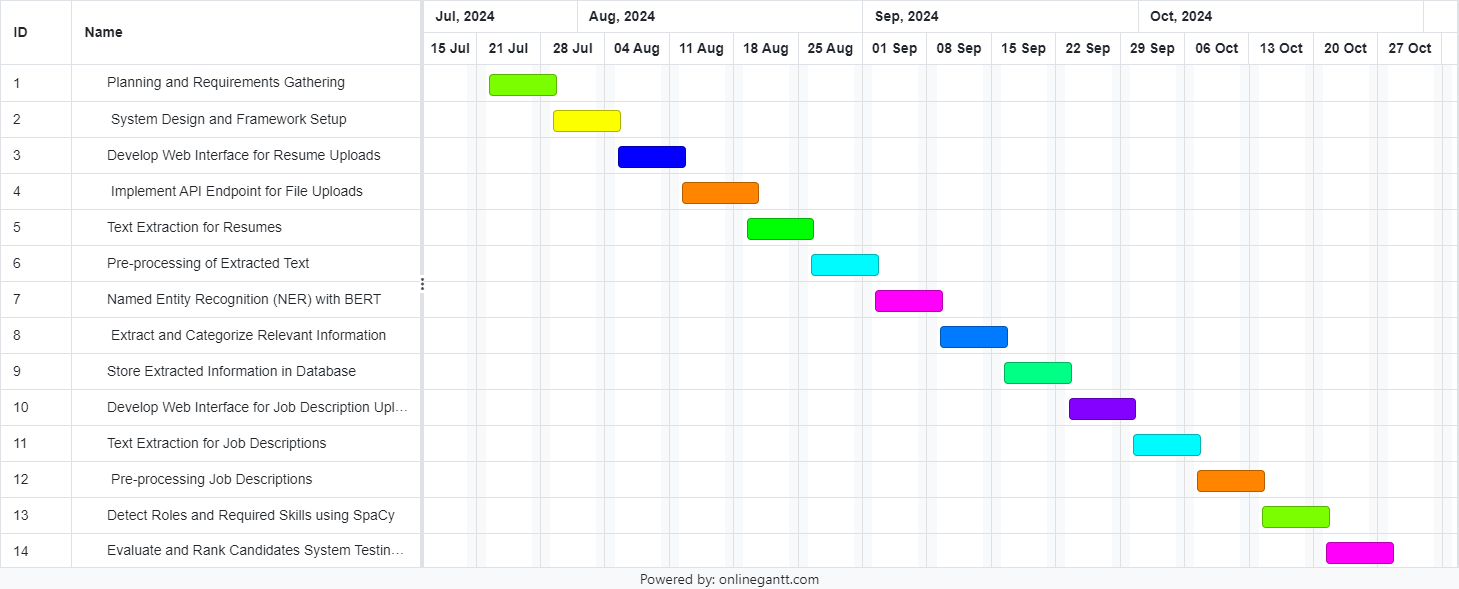 ID Name Jul, 2024 Aug, 2024 Sep, 2024 Oct, 2024
15 Jul 21 Jul 28 Jul 04 Aug 11 Aug 18 Aug 25 Aug 01 Sep 08 Sep 15 Sep 22 Sep 29 Sep 06 Oct 13 Oct 20 Oct 27 Oct
1 Planning and Requirements Gathering
2 System Design and Framework Setup
3 Develop Web Interface for Resume Uploads
4 Implement API Endpoint for File Uploads
5 Text Extraction for Resumes
6 Pre-processing of Extracted Text
7 Named Entity Recognition (NER) with BERT
8 Extract and Categorize Relevant Information
9 Store Extracted Information in Database
10 Develop Web Interface for Job Description Upl...
11 Text Extraction for Job Descriptions
12 Pre-processing Job Descriptions
13 Detect Roles and Required Skills using SpaCy
14 Evaluate and Rank Candidates System Testin...
Powered by: onlinegantt.com